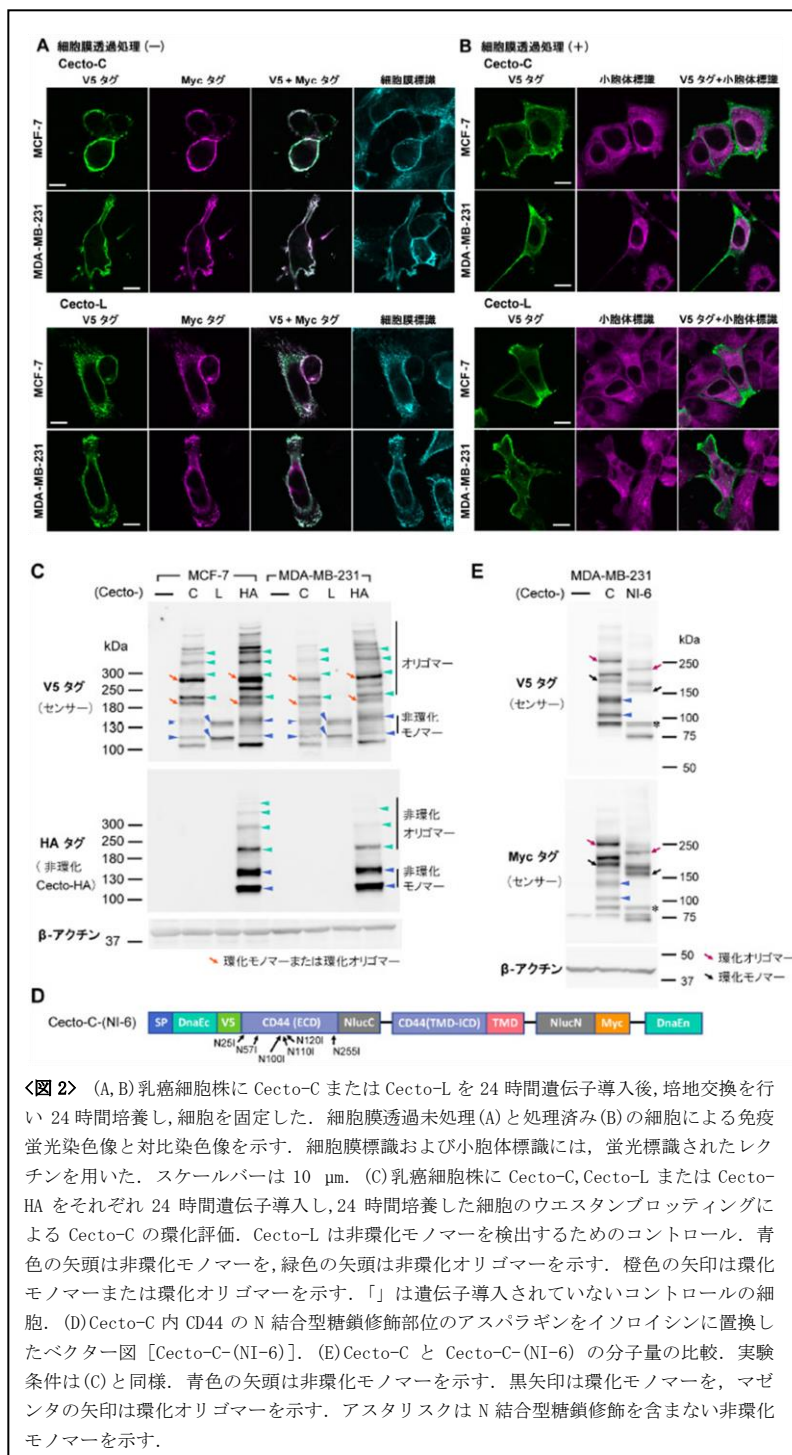 A 細胞膜透過処理(―)
Cecto-C
V5 タグ Myc タグ V5 + Myc タグ 細胞膜標識
MCF-7
MDA-MB-231
Cecto-L
V5 タグ Myc タグ V5 + Myc タグ 細胞膜標識
MCF-7
MDA-MB-231
B 細胞膜透過処理(+)
Cecto-C
V5 タグ 小胞体標識 V5 タグ+小胞体標識
MCF-7
MDA-MB-231
Cecto-L
V5 タグ 小胞体標識 V5 タグ+小胞体標識
MCF-7
MDA-MB-231
C
MCF-7 MDA-MB-231
(Cecto-) ― C L HA ― C L HA
kDa
300
250
180
130
100
V5 タグ
(センサー)
オリゴマー
非環化
モノマー
300
250
180
130
100
HA タグ
(非環化
Cecto-HA)
非環化
オリゴマー
非環化
モノマー
β-アクチン 37
環化モノマーまたは環化オリゴマー
E
MDA-MB-231
(Cecto-) ― C NI-6
kDa
V5 タグ
(センサー)
250
150
100
*
75
50
Myc タグ
(センサー)
250
150
100
*
75
β-アクチン
50
37
環化オリゴマー
環化モノマー
D
Cecto-C-(NI-6) SP DnaEc V5 CD44 (ECD) NlucC CD44(TMD-ICD) TMD NlucN Myc DnaEn
N25I N57I N100I N110I N120I N255I
<図 2> (A,B)乳癌細胞株に Cecto-C または Cecto-L を 24 時間遺伝子導入後,培地交換を行
い 24 時間培養し,細胞を固定した.細胞膜透過未処理(A)と処理済み(B)の細胞による免疫
蛍光染色像と対比染色像を示す.細胞膜標識および小胞体標識には,蛍光標識されたレク
チンを用いた.スケールバーは 10 μm.(C)乳癌細胞株に Cecto-C,Cecto-L または Cecto-
HA をそれぞれ 24 時間遺伝子導入し,24 時間培養した細胞のウエスタンブロッティングに
よる Cecto-C の環化評価.Cecto-L は非環化モノマーを検出するためのコントロール.青
色の矢頭は非環化モノマーを,緑色の矢頭は非環化オリゴマーを示す.橙色の矢印は環化
モノマーまたは環化オリゴマーを示す.「」は遺伝子導入されていないコントロールの細
胞.(D)Cecto-C 内 CD44 の N 結合型糖鎖修飾部位のアスパラギンをイソロイシンに置換し
たベクター図[Cecto-C-(NI-6)].(E)Cecto-C と Cecto-C-(NI-6) の分子量の比較.実験
条件は(C)と同様.青色の矢頭は非環化モノマーを示す.黒矢印は環化モノマーを,マゼ
ンタの矢印は環化オリゴマーを示す.アスタリスクは N 結合型糖鎖修飾を含まない非環化
モノマーを示す.